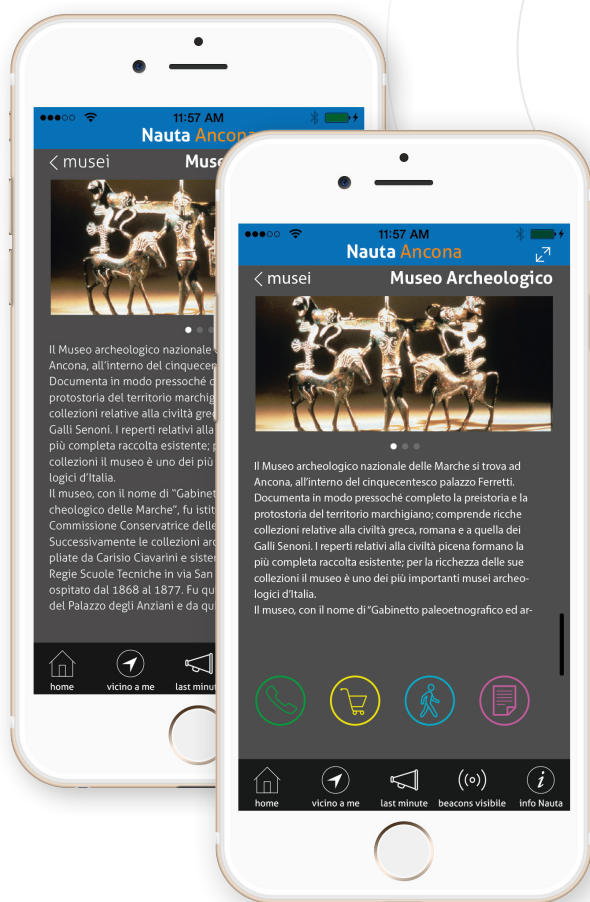 11:57 AM
Nauta Ancona
musei
Il Museo archeologico nazionale
Ancona, all'interno del
Documenta in modo pressoché
protostoria del territorio
collezioni relative alla civiltà
Galli Senoni. I reperti relativi alla
più completa raccolta esistente;
collezioni il museo è uno dei più
logici d'Italia.
Il museo, con il nome di "Gabinet
cheologico delle Marche", fu
Commissione Conservatrice delle
Successivamente le collezioni
pliate da Carisio Ciavarini e
Regie Scuole Tecniche in via San
ospitato dal 1868 al 1877. Fu
del Palazzo degli Anziani e da
home
vicino a me
last minut
11:57 AM
Nauta Ancona
musei
Museo Archeologico
Il Museo archeologico nazionale delle Marche si trova ad
Ancona, all'interno del cinquecentesco palazzo Ferretti.
Documenta in modo pressoché completo la preistoria e la
protostoria del territorio marchigiano; comprende ricche
collezioni relative alla civiltà greca, romana e a quella dei
Galli Senoni. I reperti relativi alla civiltà picena formano la
più completa raccolta esistente; per la ricchezza delle sue
collezioni il museo è uno dei più importanti musei archeo-
logici d'Italia.
Il museo, con il nome di "Gabinetto paleoetnografico ed ar-
home
vicino a me
last minute
beacons visibile
info Nauta